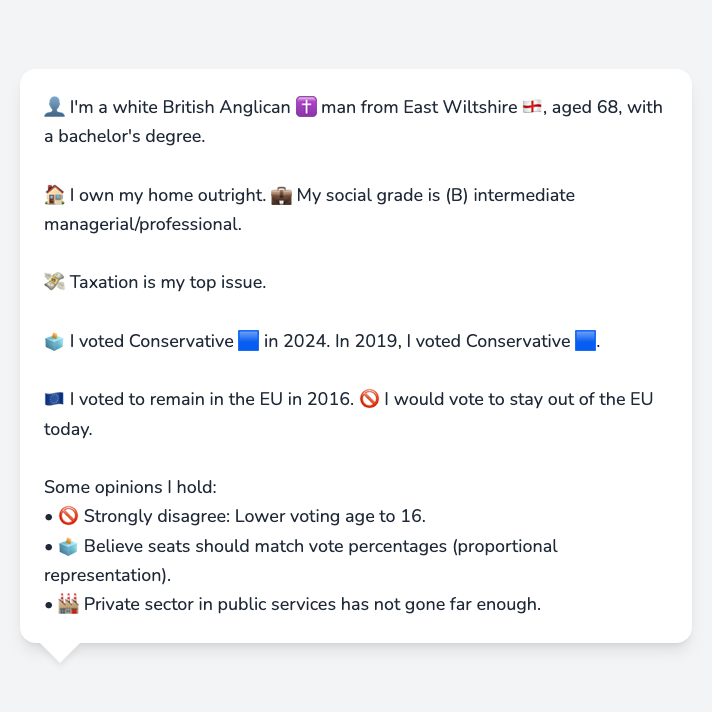 👤 I'm a white British Anglican ✝️ man from East Wiltshire 🏴󠁧󠁢󠁥󠁮󠁧󠁿, aged 68, with
a bachelor's degree.
🏠 I own my home outright. 💼 My social grade is (B) intermediate
managerial/professional.
💸 Taxation is my top issue.
🗳️ I voted Conservative 🟦 in 2024. In 2019, I voted Conservative 🟦.
🇪🇺 I voted to remain in the EU in 2016. 🚫 I would vote to stay out of the EU
today.
Some opinions I hold:
• 🚫 Strongly disagree: Lower voting age to 16.
• 🗳️ Believe seats should match vote percentages (proportional
representation).
• 🏭 Private sector in public services has not gone far enough.